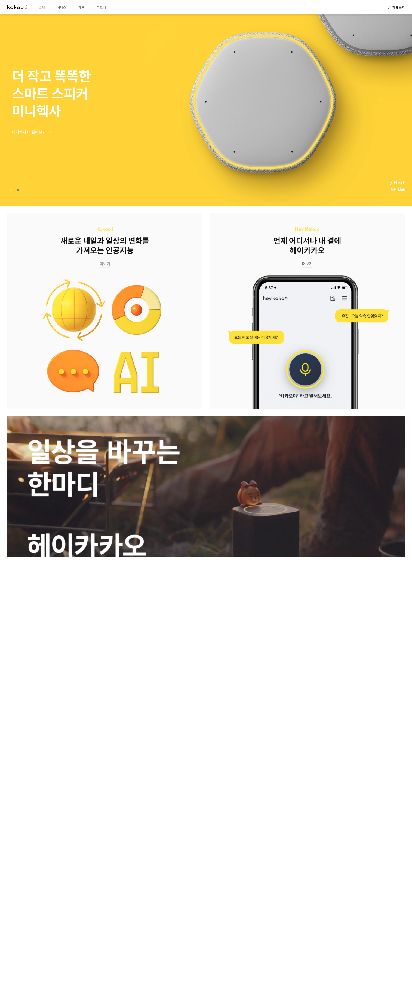 kakao i
소개
서비스
제품
파트너
제휴문의
더 작고 똑똑한
스마트 스피커
미니헥사
미니헥사 더 알아보기
/ Next
Mini Link
Kakao i
새로운 내일과 일상의 변화를
가져오는 인공지능
더보기
AI
Hey Kakao
언제 어디서나 내 곁에
헤이카카오
더보기
5:37
hey kakao
유진~ 오늘 약속 안잊었지?
오늘 판교 날씨는 어떻게 돼?
‘카카오야’ 라고 말해보세요.
일상을 바꾸는
한마디
헤이카카오